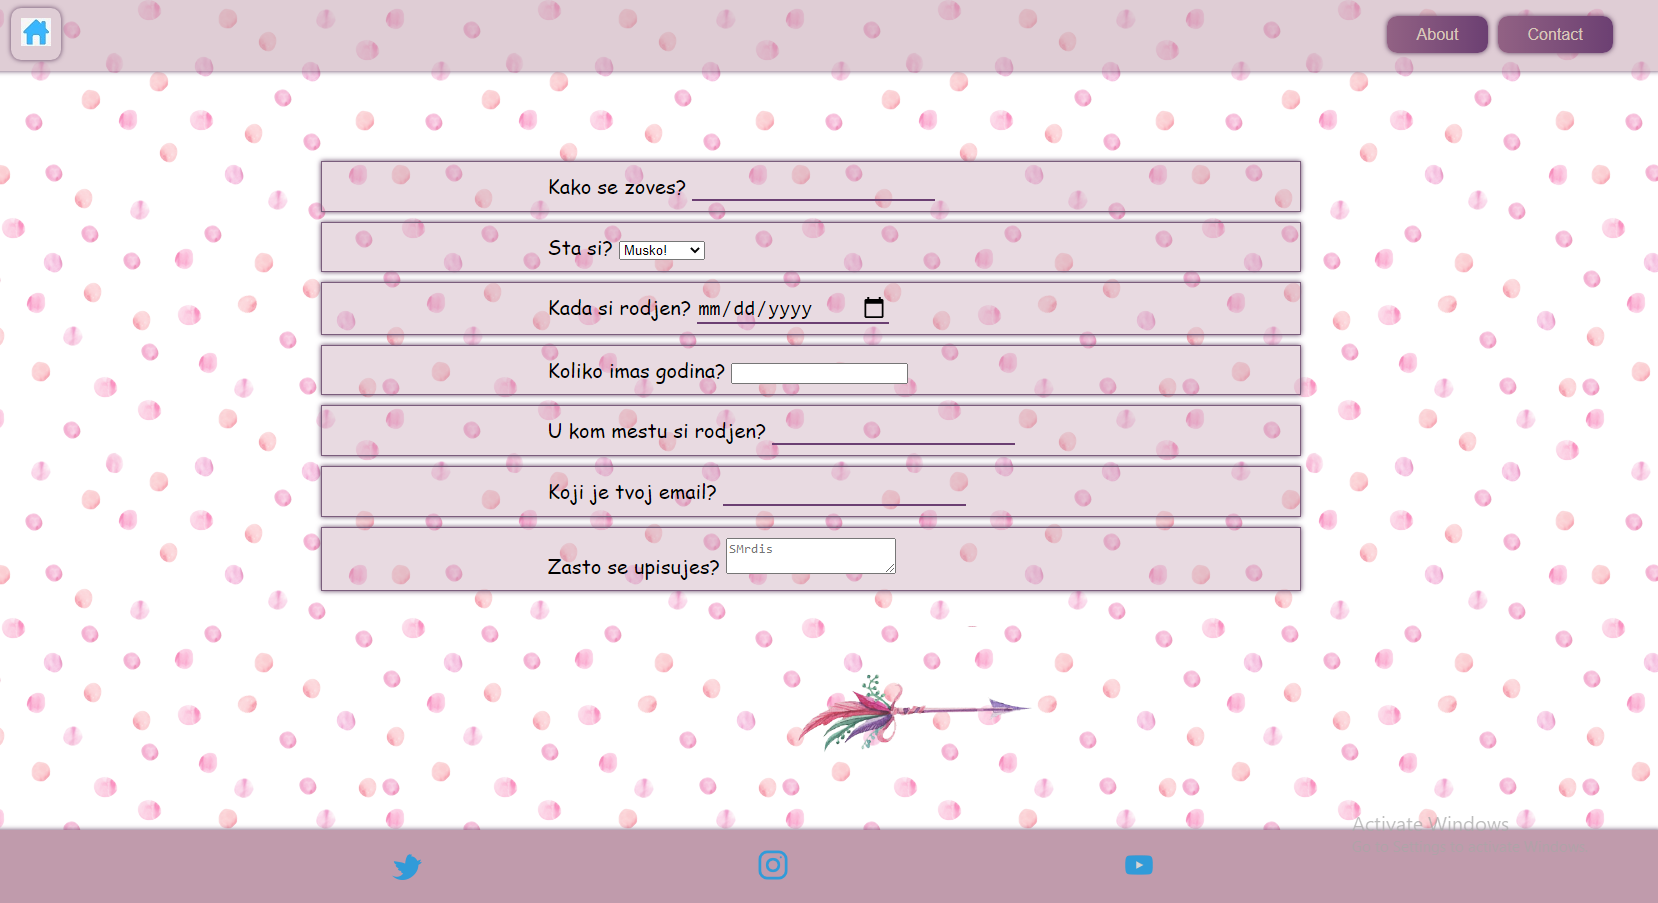 About
Contact
Kako se zoves?
Sta si? Musko!
Kada si rodjen? mm/dd/yyyy
Koliko imas godina?
U kom mestu si rodjen?
Koji je tvoj email?
Zasto se upisujes? SMrdis
Activate Windows